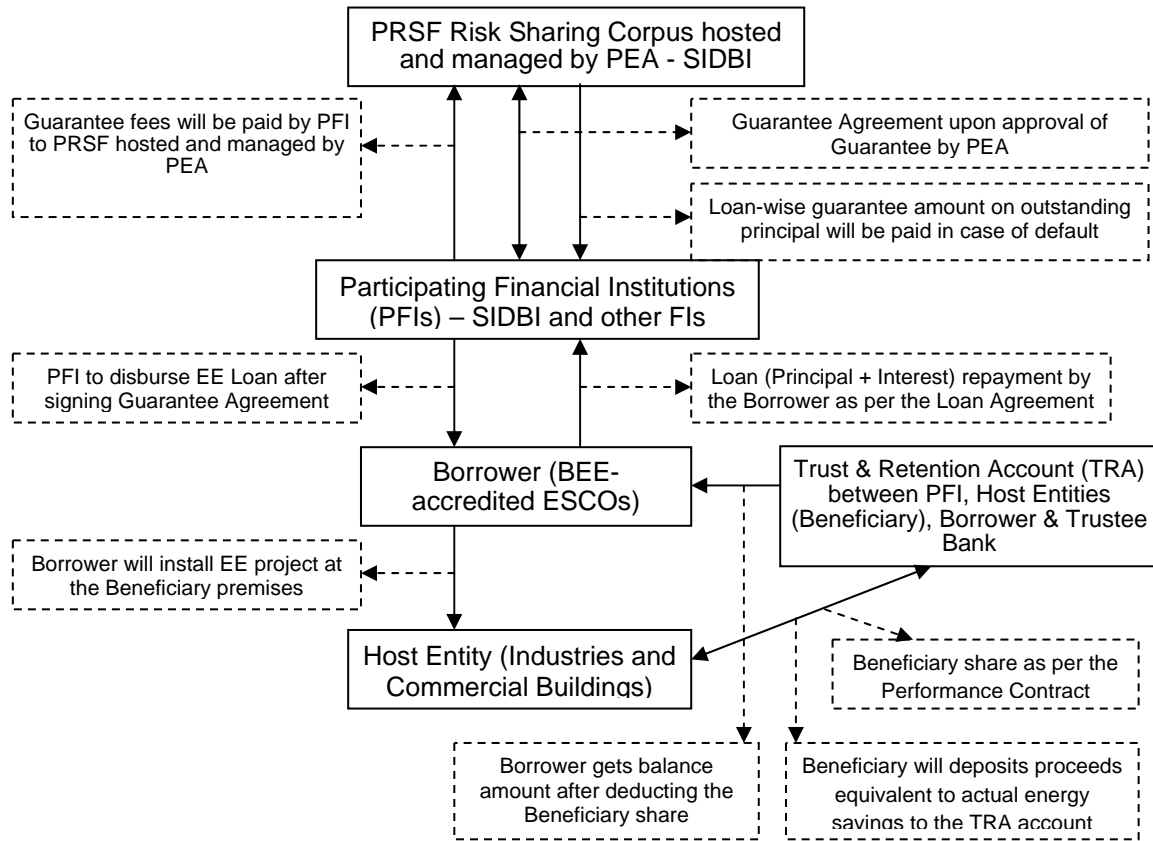 PRSF Risk Sharing Corpus hosted
and managed by PEA - SIDBI
Guarantee fees will be paid by PFI
to PRSF hosted and managed by
PEA
Guarantee Agreement upon approval of
Guarantee by PEA
Loan-wise guarantee amount on outstanding
principal will be paid in case of default
Participating Financial Institutions
(PFIs) – SIDBI and other FIs
PFI to disburse EE Loan after
signing Guarantee Agreement
Loan (Principal + Interest) repayment by
the Borrower as per the Loan Agreement
Borrower (BEE-
accredited ESCOs)
Trust & Retention Account (TRA)
between PFI, Host Entities
(Beneficiary), Borrower & Trustee
Bank
Borrower will install EE project at
the Beneficiary premises
Host Entity (Industries and
Commercial Buildings)
Beneficiary share as per the
Performance Contract
Borrower gets balance
amount after deducting the
Beneficiary share
Beneficiary will deposits proceeds
equivalent to actual energy
savings to the TRA account